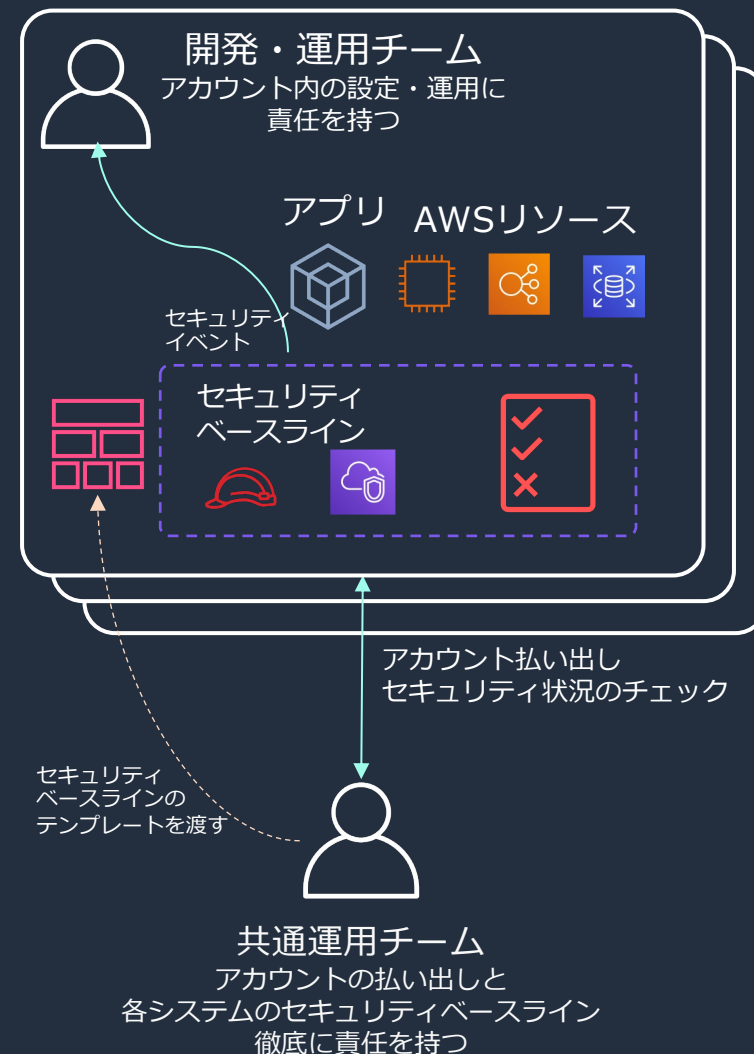 開発・運用チーム
アカウント内の設定・運用に
責任を持つ
アプリ
AWSリソース
セキュリティ
イベント
セキュリティ
ベースライン
アカウント払い出し
セキュリティ状況のチェック
セキュリティ
ベースラインの
テンプレートを渡す
共通運用チーム
アカウントの払い出しと
各システムのセキュリティベースライン
徹底に責任を持つ